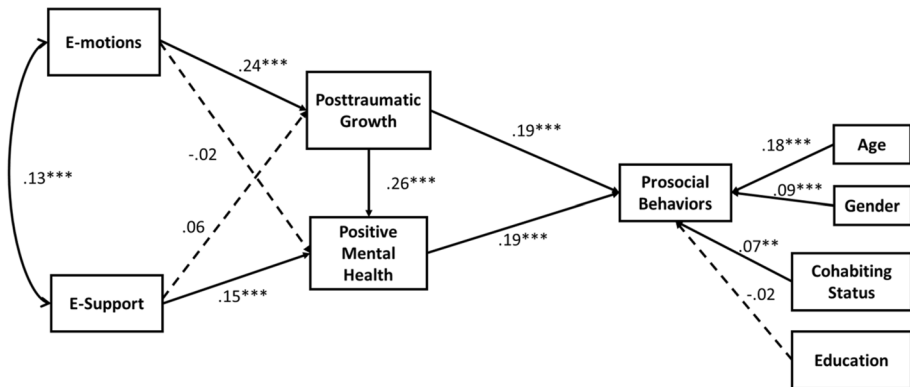 E-motions
.24***
Posttraumatic
Growth
-.02
.13***
.06
.26***
E-Support
.15***
Positive
Mental
Health
.19***
.19***
Prosocial
Behaviors
.18***
Age
.09***
Gender
.07**
Cohabiting
Status
-.02
Education